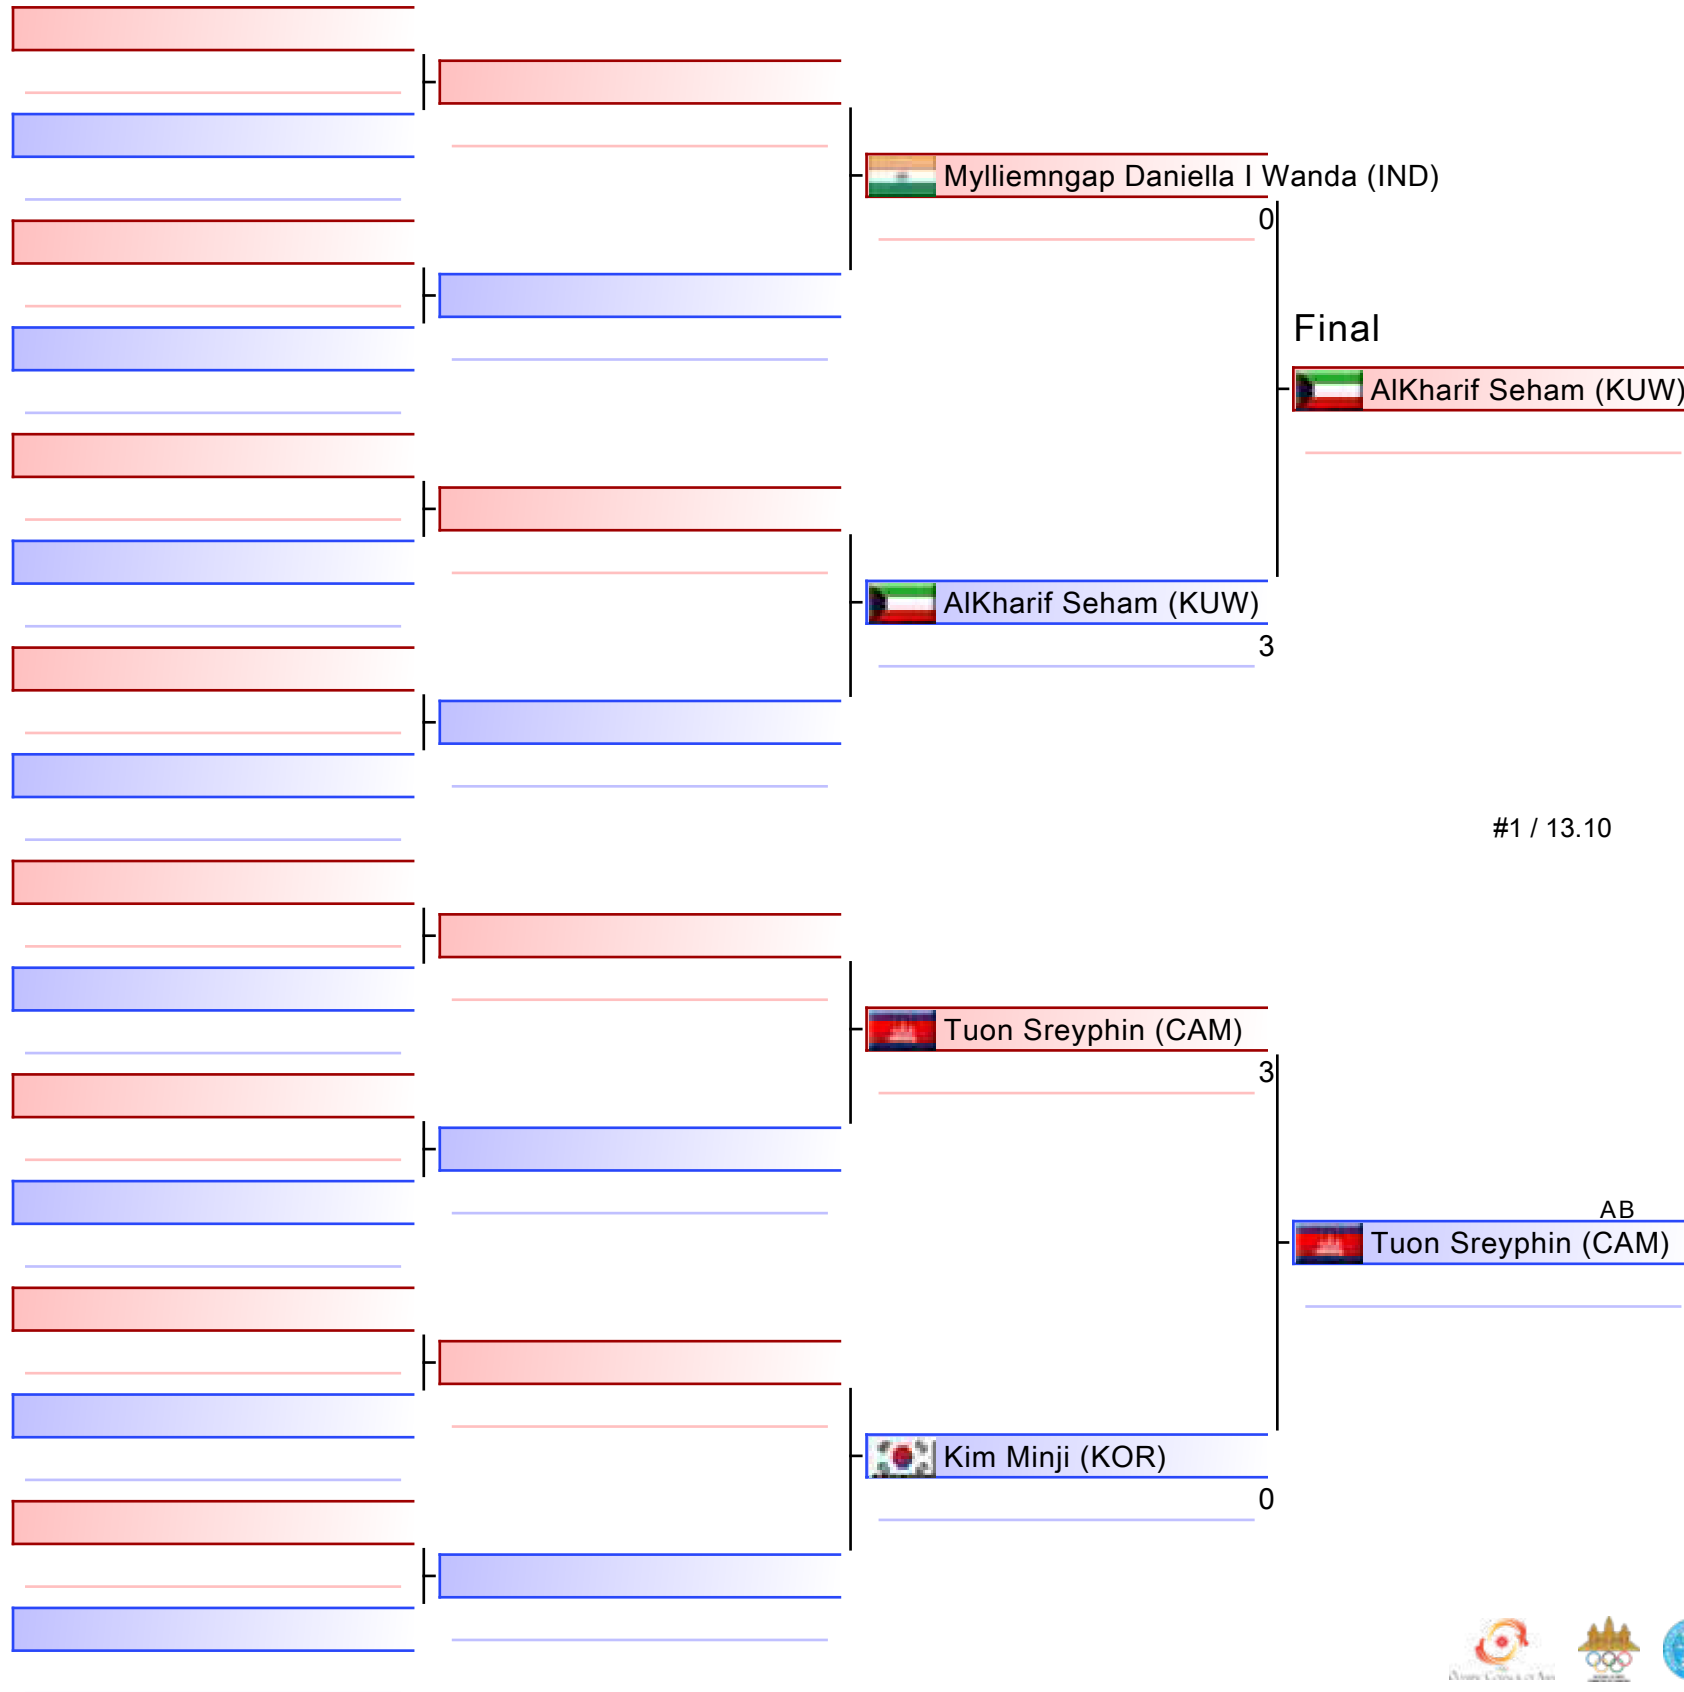 Mylliemngap Daniella I Wanda (IND)
0
Final
AlKharif Seham (KUW)
AlKharif Seham (KUW)
3
#1 / 13.10
Tuon Sreyphin (CAM)
3
AB
Tuon Sreyphin (CAM)
Kim Minji (KOR)
0